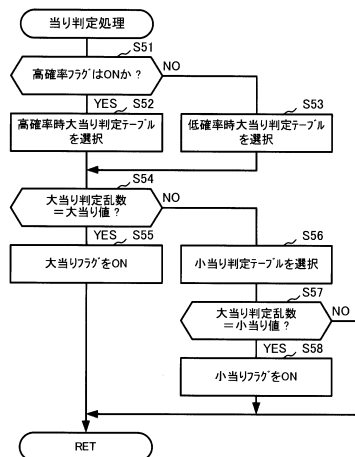 当り判定処理
S51
高確率フラグはONか？
NO
YES
S52
S53
高確率時大当り判定テーブル
を選択
低確率時大当り判定テーブル
を選択
S54
大当り判定乱数
＝大当り値？
NO
YES
S55
S56
大当りフラグをON
小当り判定テーブルを選択
S57
大当り判定乱数
＝小当り値？
NO
YES
S58
小当りフラグをON
RET